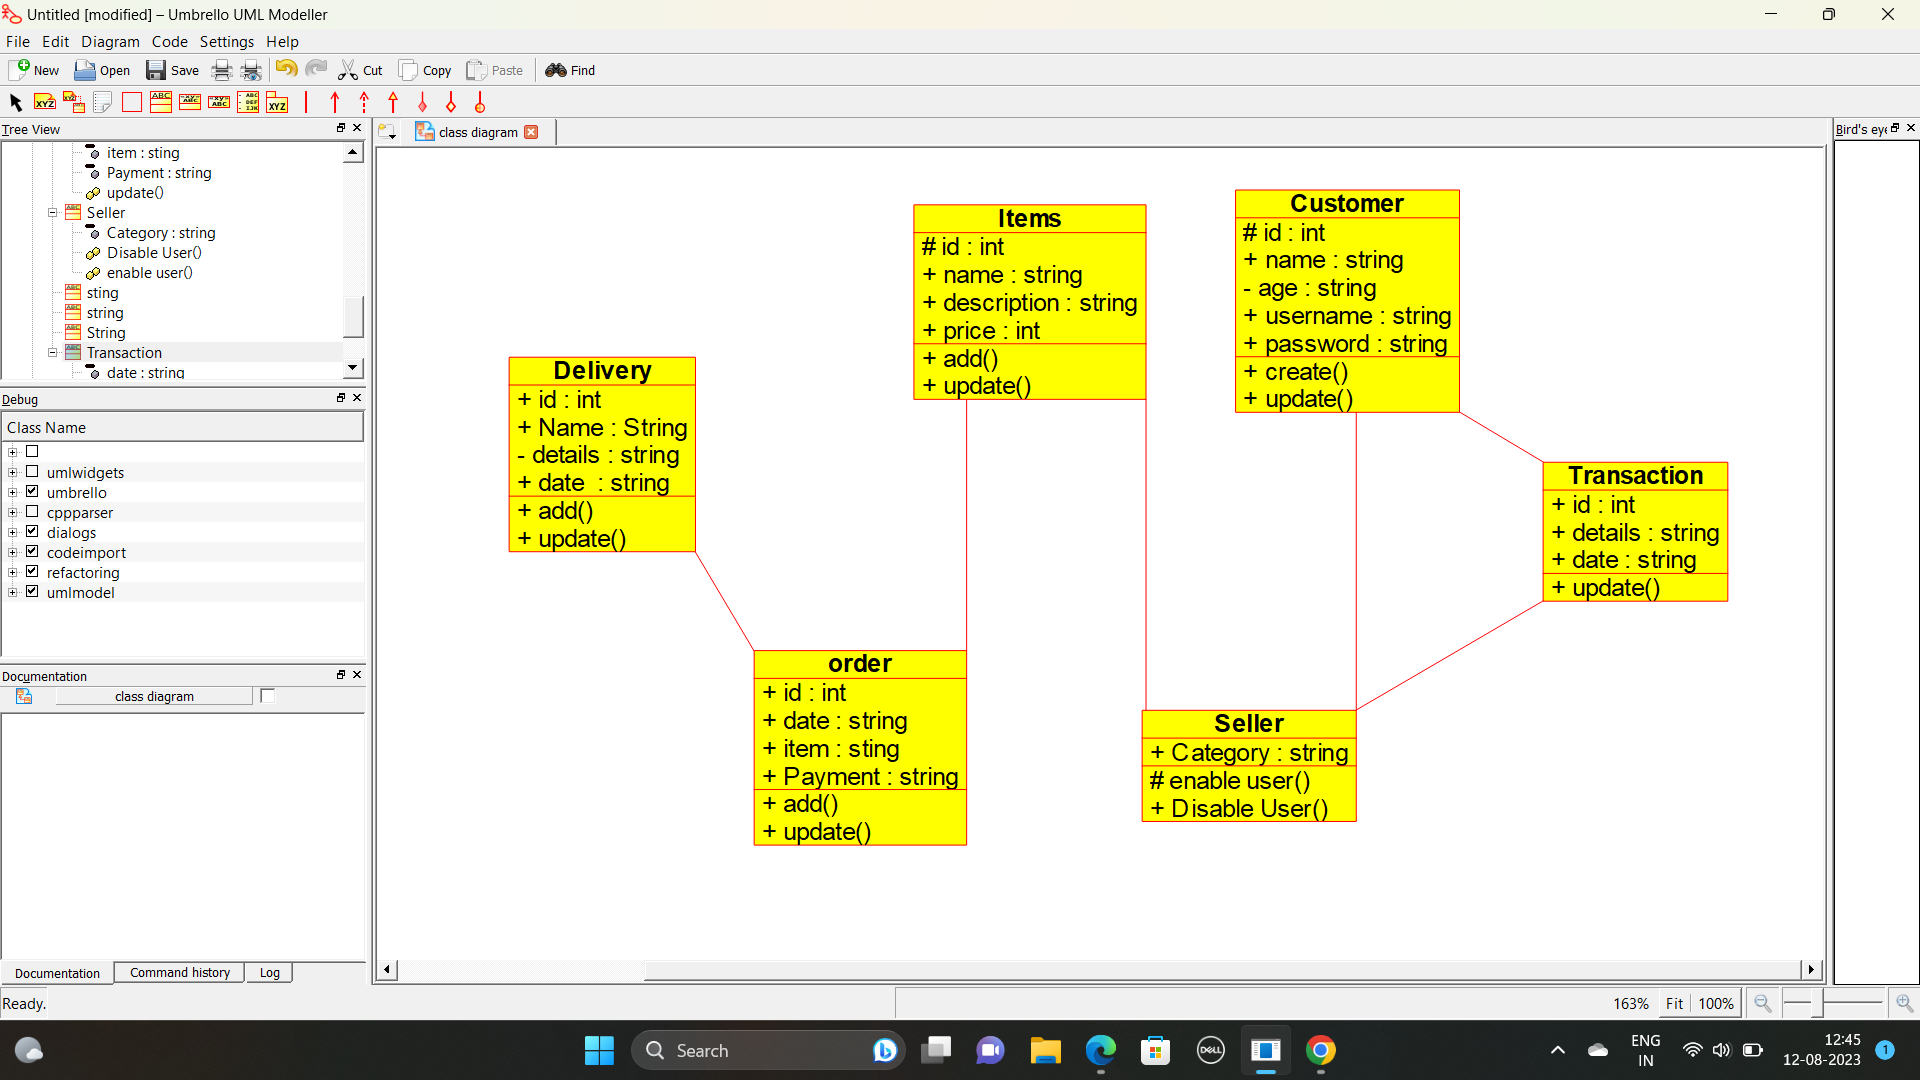 Untitled [modified] – Umbrello UML Modeller
File Edit Diagram Code Settings Help
New Open Save Cut Copy Paste Find
Tree View
item : sting
Payment : string
update()
Seller
Category : string
Disable User()
enable user()
sting
string
String
Transaction
date : string
Debug
Class Name
umlwidgets
umbrello
cppparser
dialogs
codeimport
refactoring
umlmodel
Documentation
class diagram
Documentation Command history Log
Ready.
class diagram
Bird's eye
Items
# id : int
+ name : string
+ description : string
+ price : int
+ add()
+ update()
Customer
# id : int
+ name : string
- age : string
+ username : string
+ password : string
+ create()
+ update()
Delivery
+ id : int
+ Name : String
- details : string
+ date  : string
+ add()
+ update()
Transaction
+ id : int
+ details : string
+ date : string
+ update()
order
+ id : int
+ date : string
+ item : sting
+ Payment : string
+ add()
+ update()
Seller
+ Category : string
# enable user()
+ Disable User()
163% Fit 100%
Search
DELL
ENG
IN
12:45
12-08-2023
1